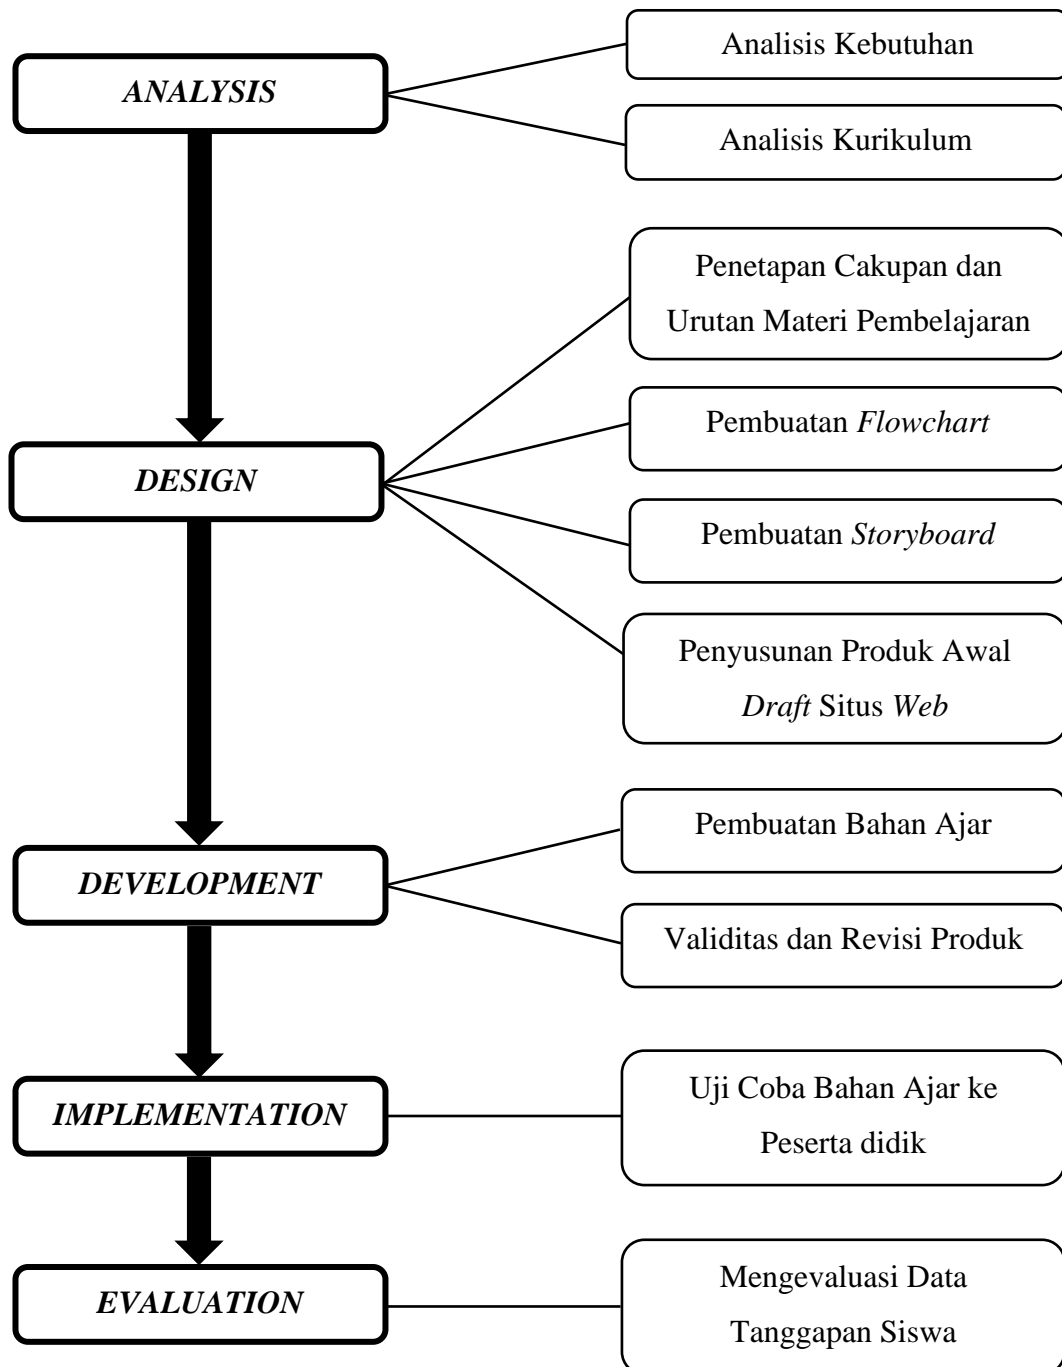 ANALYSIS
Analisis Kebutuhan
Analisis Kurikulum
DESIGN
Penetapan Cakupan dan
Urutan Materi Pembelajaran
Pembuatan Flowchart
Pembuatan Storyboard
Penyusunan Produk Awal
Draft Situs Web
DEVELOPMENT
Pembuatan Bahan Ajar
Validitas dan Revisi Produk
IMPLEMENTATION
Uji Coba Bahan Ajar ke
Peserta didik
EVALUATION
Mengevaluasi Data
Tanggapan Siswa